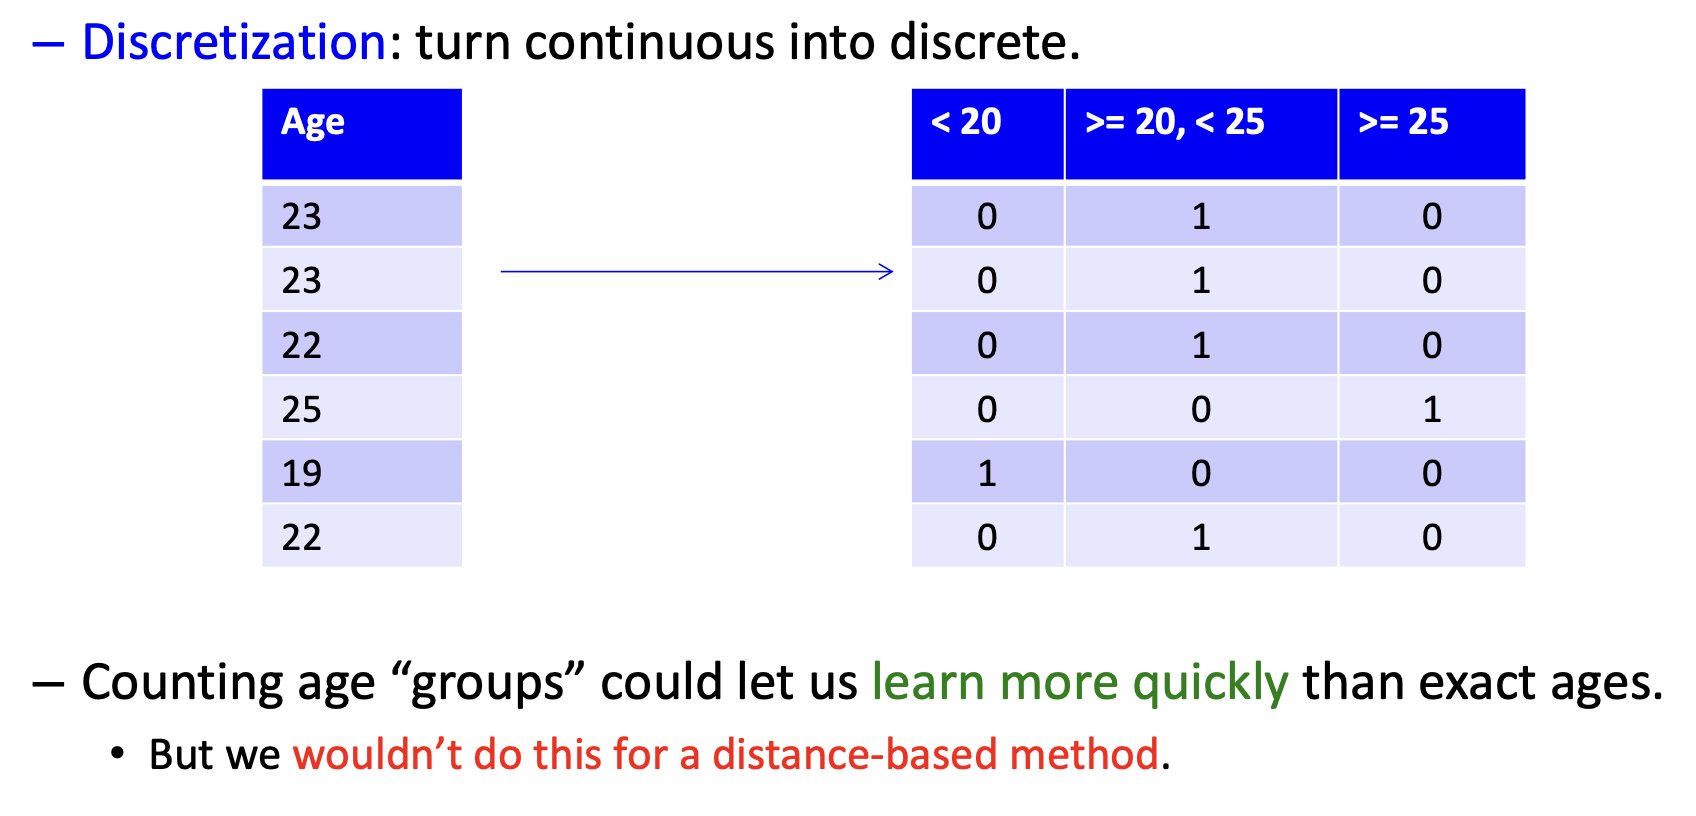 – Discretization: turn continuous into discrete.
Age
23
23
22
25
19
22
< 20 >= 20, < 25 >= 25
0 1 0
0 1 0
0 1 0
0 0 1
1 0 0
0 1 0
– Counting age “groups” could let us learn more quickly than exact ages.
• But we wouldn’t do this for a distance-based method.